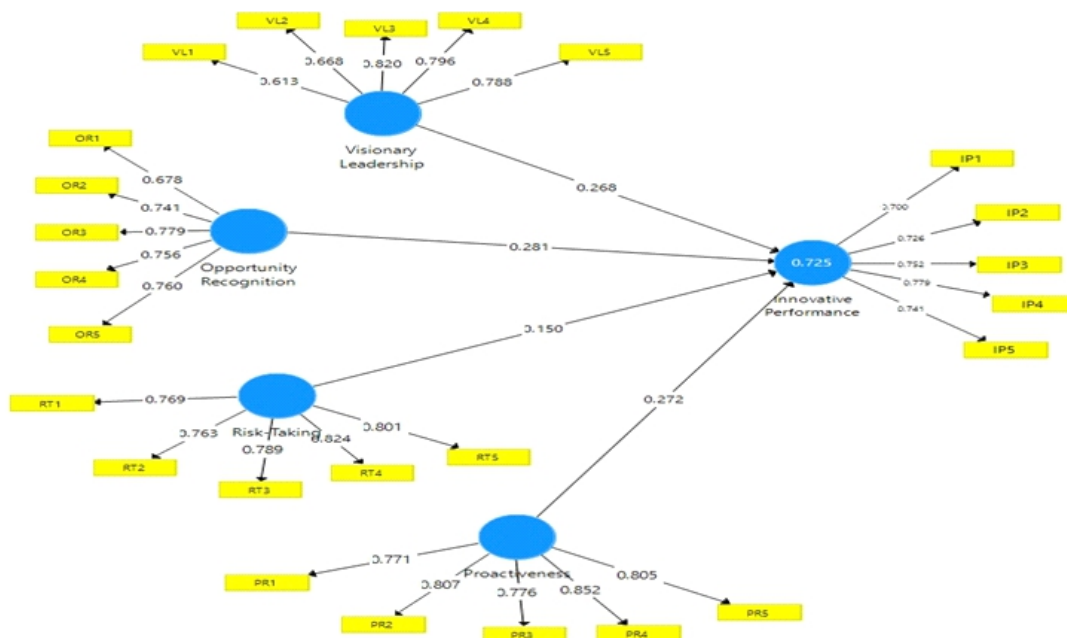 VL1
VL2
VL3
VL4
VL5
0.613
0.668
0.820
0.796
0.788
Visionary
Leadership
OR1
OR2
OR3
OR4
OR5
0.678
0.741
0.779
0.756
0.760
Opportunity
Recognition
0.268
0.281
0.150
0.272
IP1
IP2
IP3
IP4
IP5
0.700
0.726
0.752
0.779
0.741
0.725
Innovative
Performance
RT1
RT2
RT3
RT4
RT5
0.769
0.763
0.789
0.824
0.801
Risk-Taking
Proactiveness
0.771
0.807
0.776
0.852
0.805
PR1
PR2
PR3
PR4
PR5